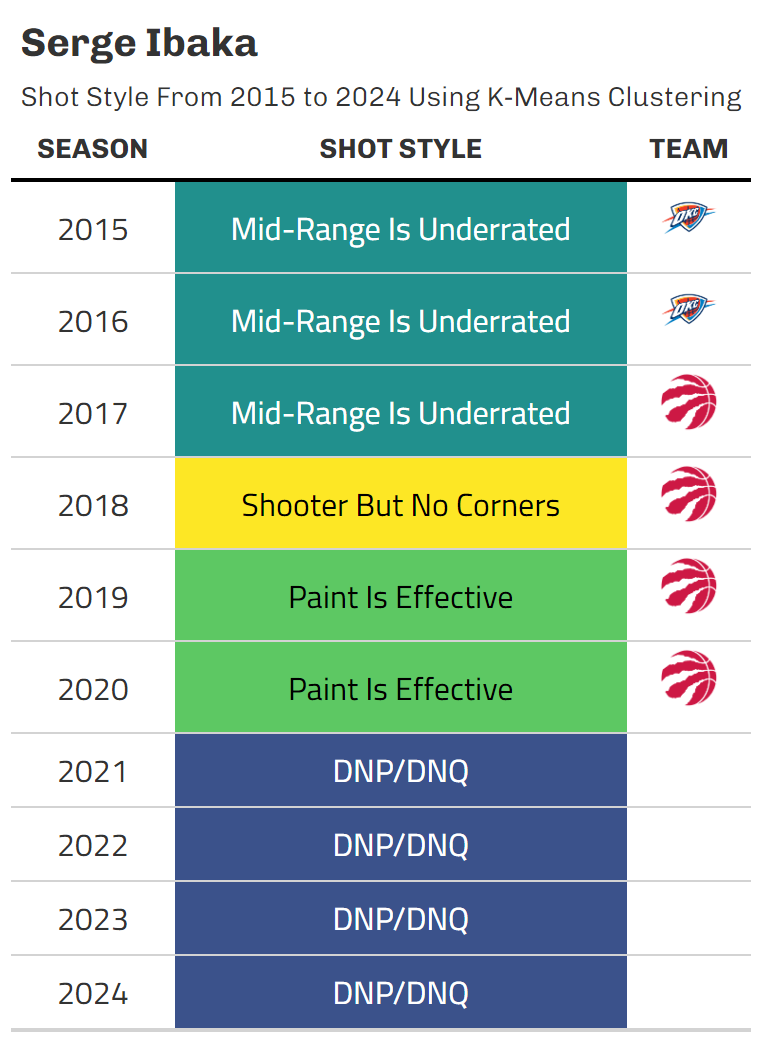 Serge Ibaka
Shot Style From 2015 to 2024 Using K-Means Clustering
SEASON SHOT STYLE TEAM
2015 Mid-Range Is Underrated OKC
2016 Mid-Range Is Underrated OKC
2017 Mid-Range Is Underrated
2018 Shooter But No Corners
2019 Paint Is Effective
2020 Paint Is Effective
2021 DNP/DNQ
2022 DNP/DNQ
2023 DNP/DNQ
2024 DNP/DNQ